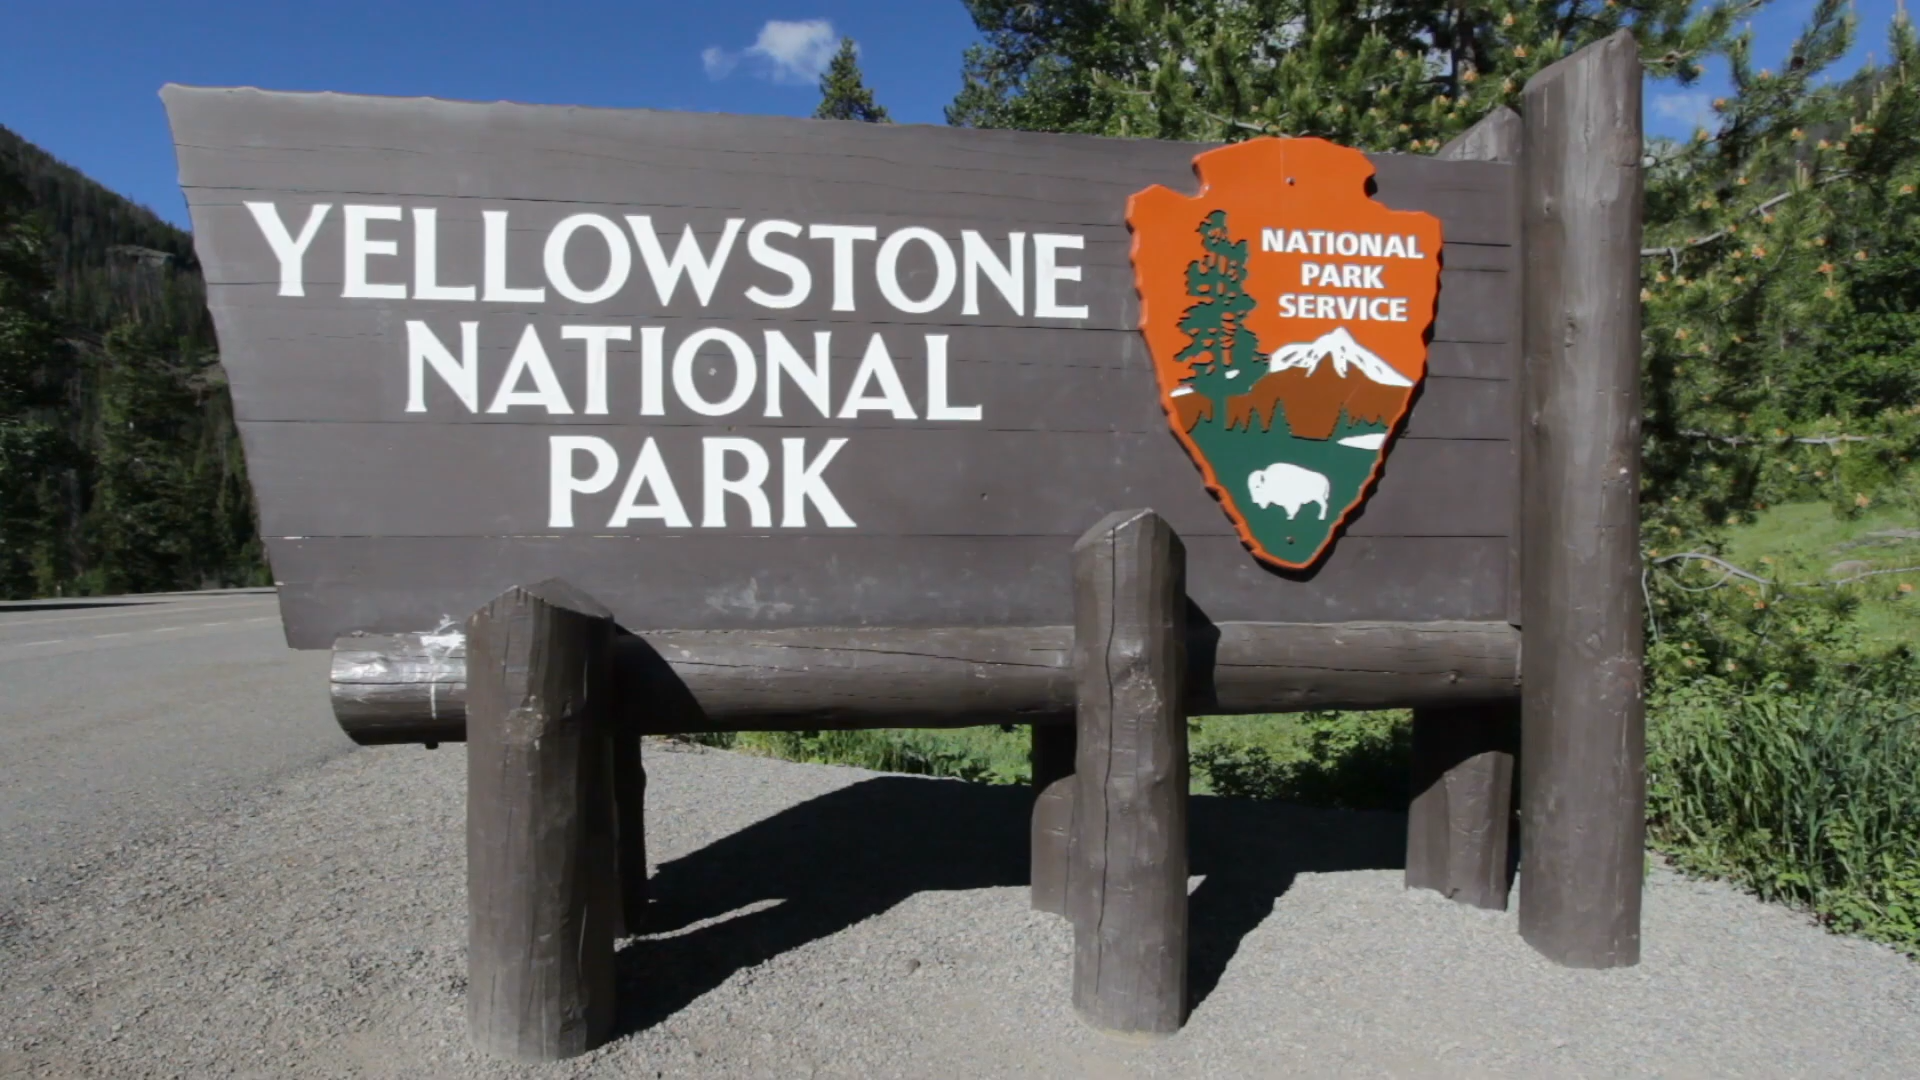 YELLOWSTONE
NATIONAL
PARK
NATIONAL
PARK
SERVICE